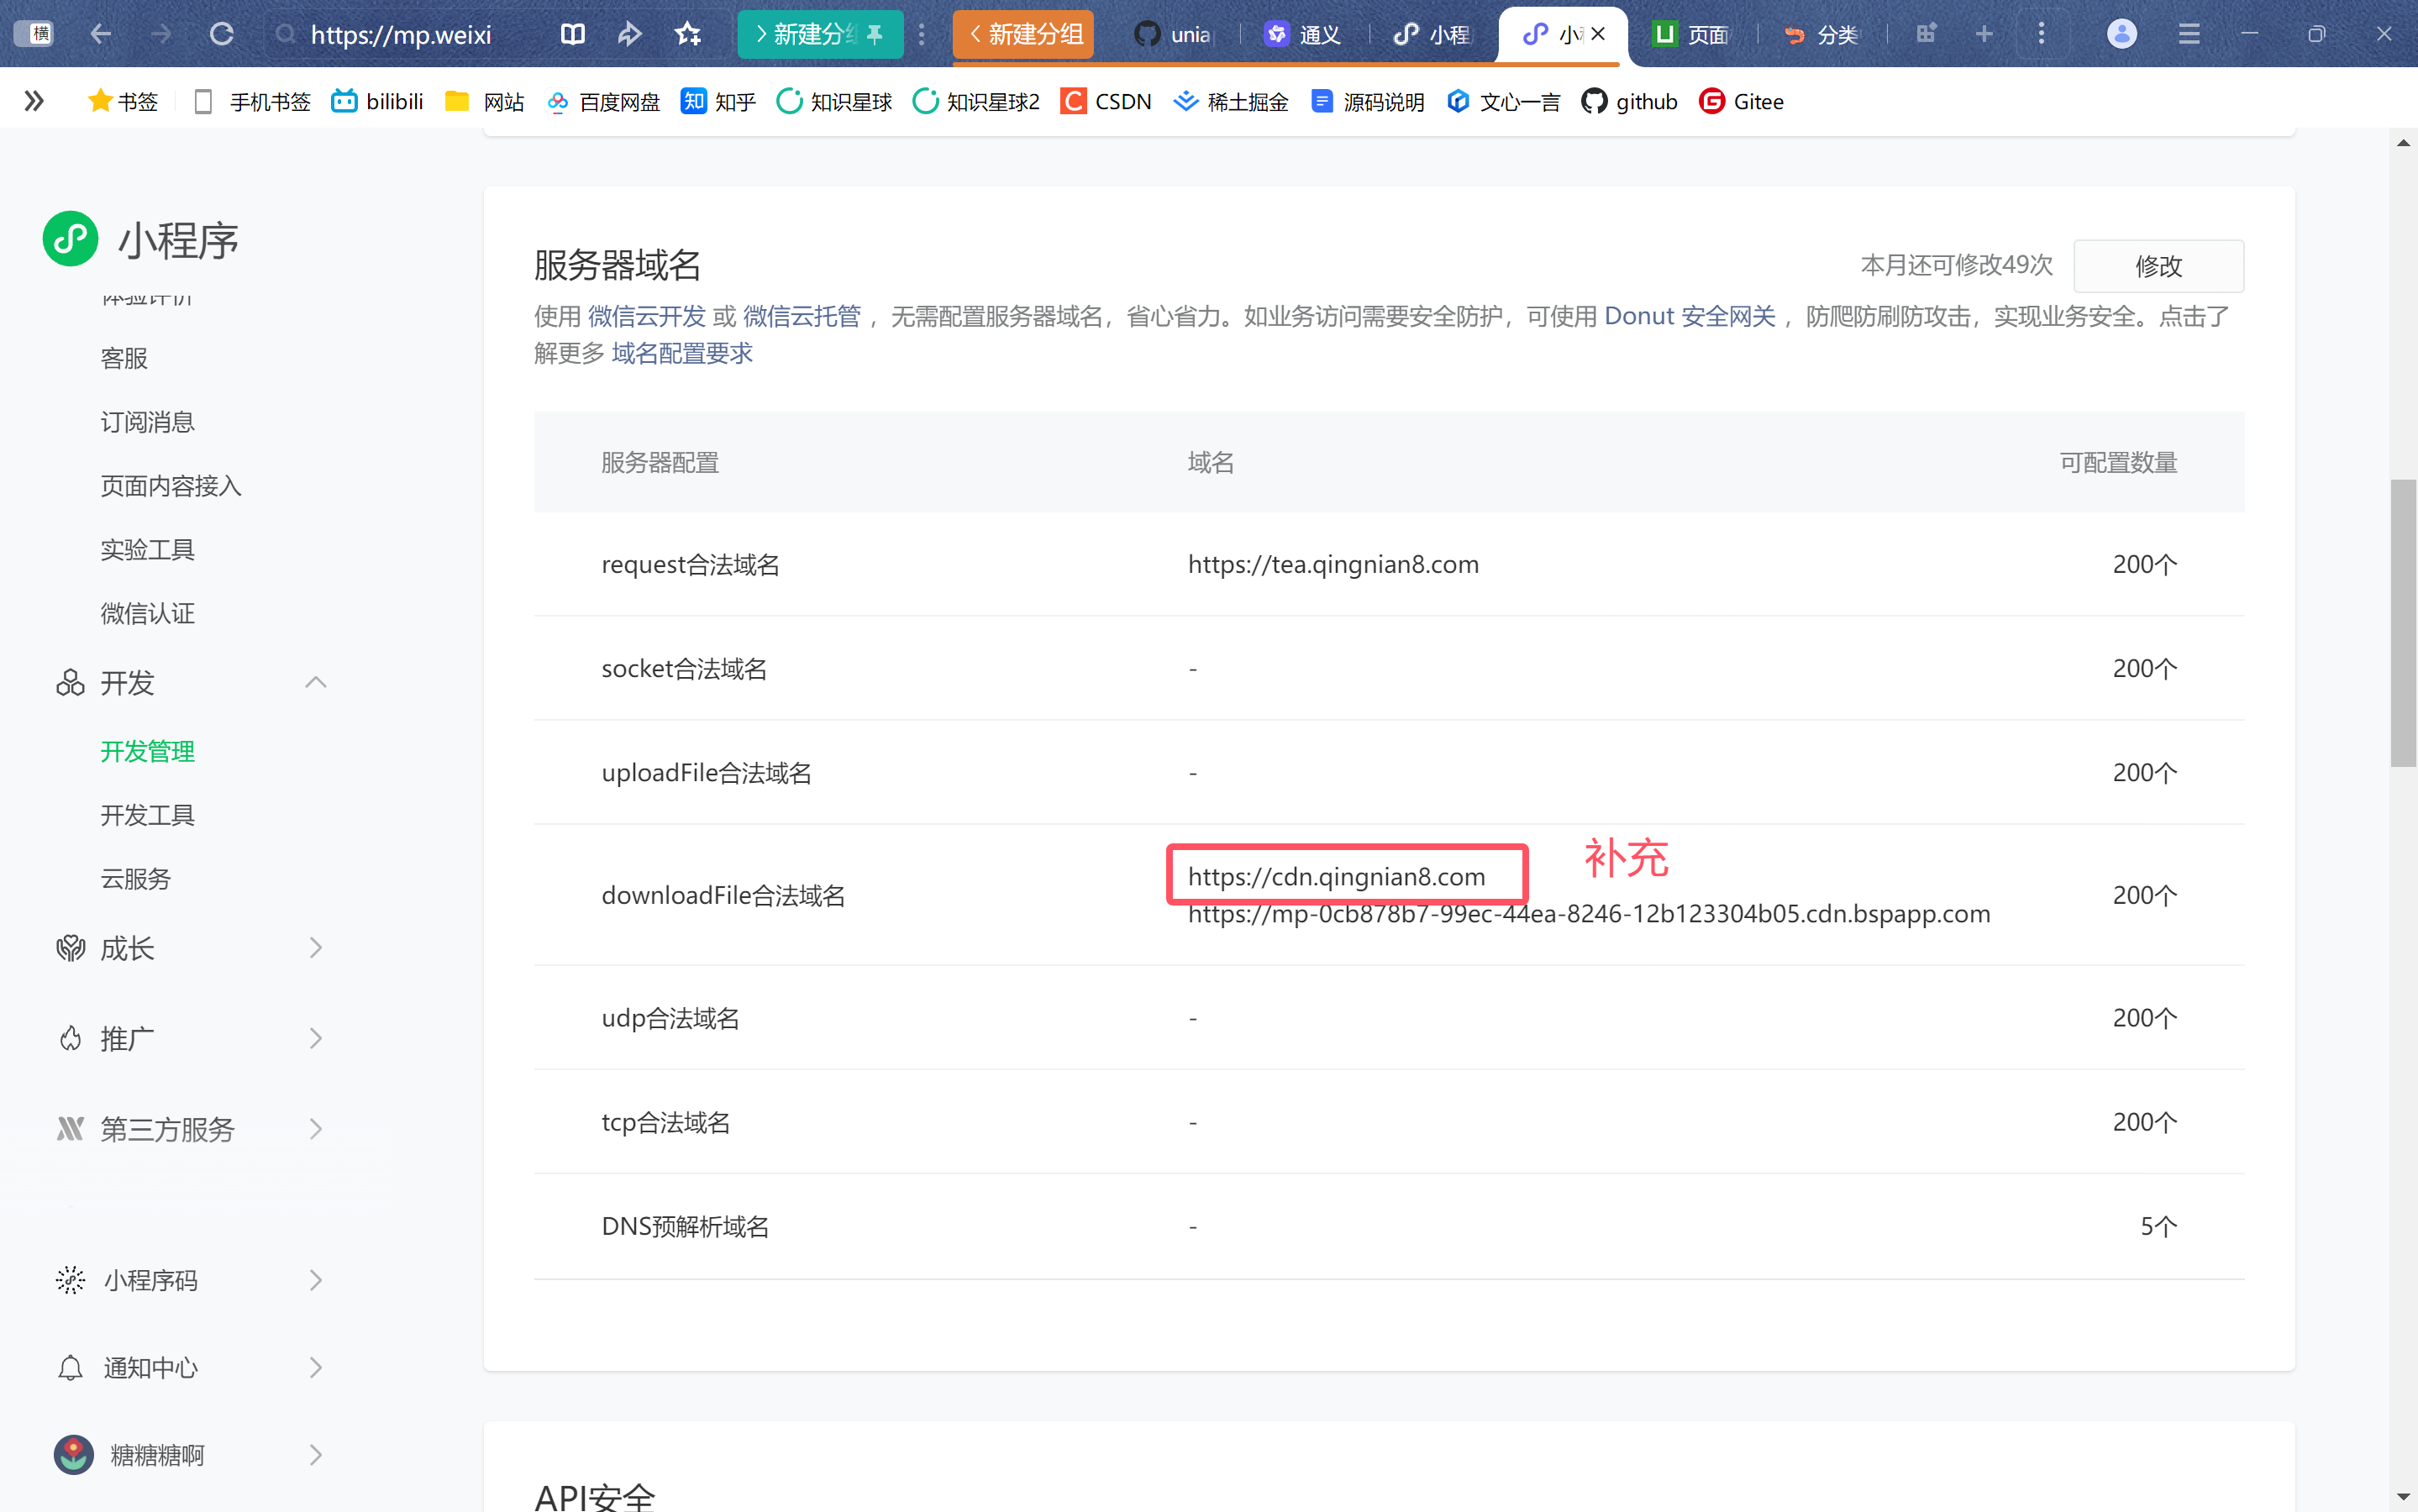 横
https://mp.weixi
新建分组
新建分组
unia
通义
小程
小程
页面
分类
书签
手机书签
bilibili
网站
百度网盘
知 知乎
知识星球
知识星球2
C CSDN
稀土掘金
源码说明
文心一言
github
G Gitee
小程序
体验评价
客服
订阅消息
页面内容接入
实验工具
微信认证
开发
开发管理
开发工具
云服务
成长
推广
第三方服务
小程序码
通知中心
糖糖糖啊
服务器域名
本月还可修改49次
修改
使用 微信云开发 或 微信云托管 ，无需配置服务器域名，省心省力。如业务访问需要安全防护，可使用 Donut 安全网关 ，防爬防刷防攻击，实现业务安全。点击了
解更多 域名配置要求
服务器配置 域名 可配置数量
request合法域名 https://tea.qingnian8.com 200个
socket合法域名 - 200个
uploadFile合法域名 - 200个
补充
https://cdn.qingnian8.com
downloadFile合法域名 200个
https://mp-0cb878b7-99ec-44ea-8246-12b123304b05.cdn.bspapp.com
udp合法域名 - 200个
tcp合法域名 - 200个
DNS预解析域名 - 5个
API安全